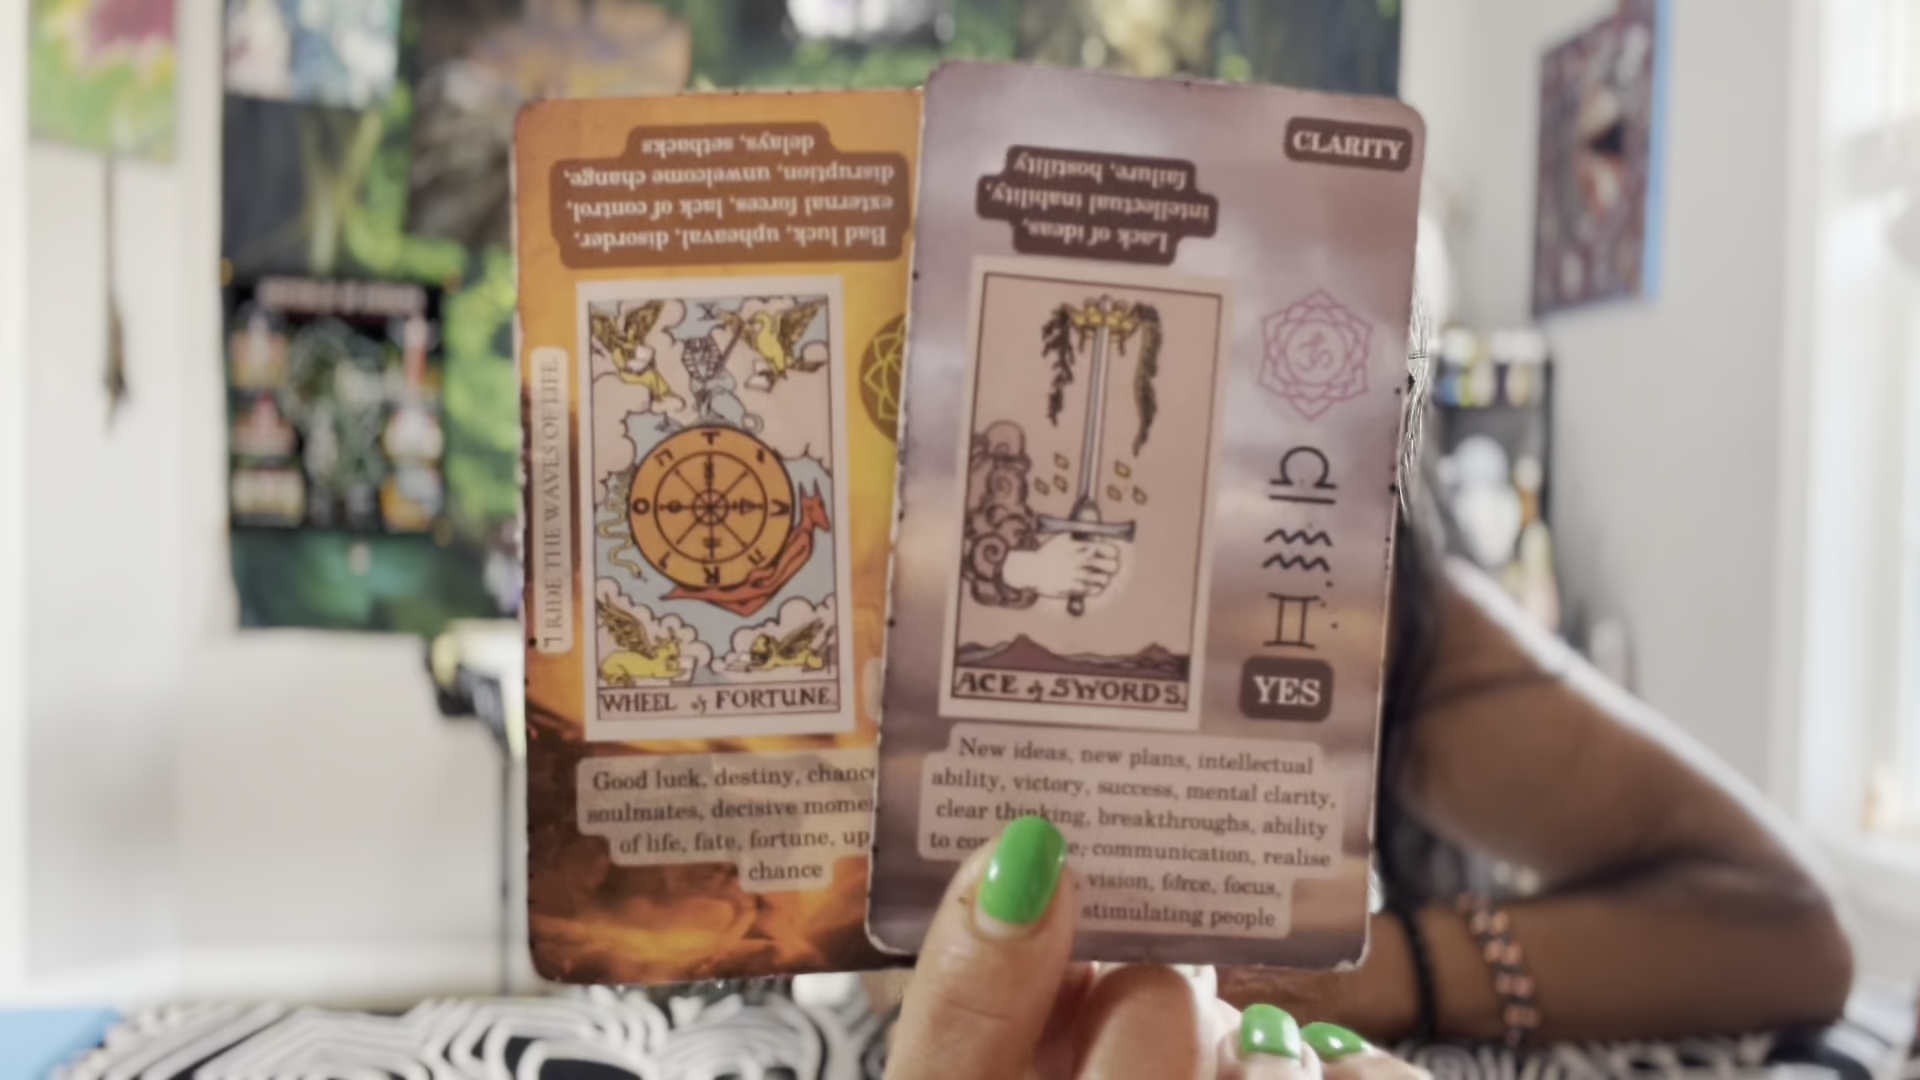 Bad luck, upheaval, disorder,
external forces, lack of control,
disruption, unwelcome change,
delays, setbacks
I RIDE THE WAVES OF LIFE.
X
WHEEL of FORTUNE.
Good luck, destiny, chance
soulmates, decisive mome
of life, fate, fortune, up
chance
CLARITY
Lack of ideas,
intellectual inability,
failure, hostility
ACE of SWORDS.
YES
New ideas, new plans, intellectual
ability, victory, success, mental clarity,
clear thinking, breakthroughs, ability
to e, communication, realise
, vision, force, focus,
stimulating people